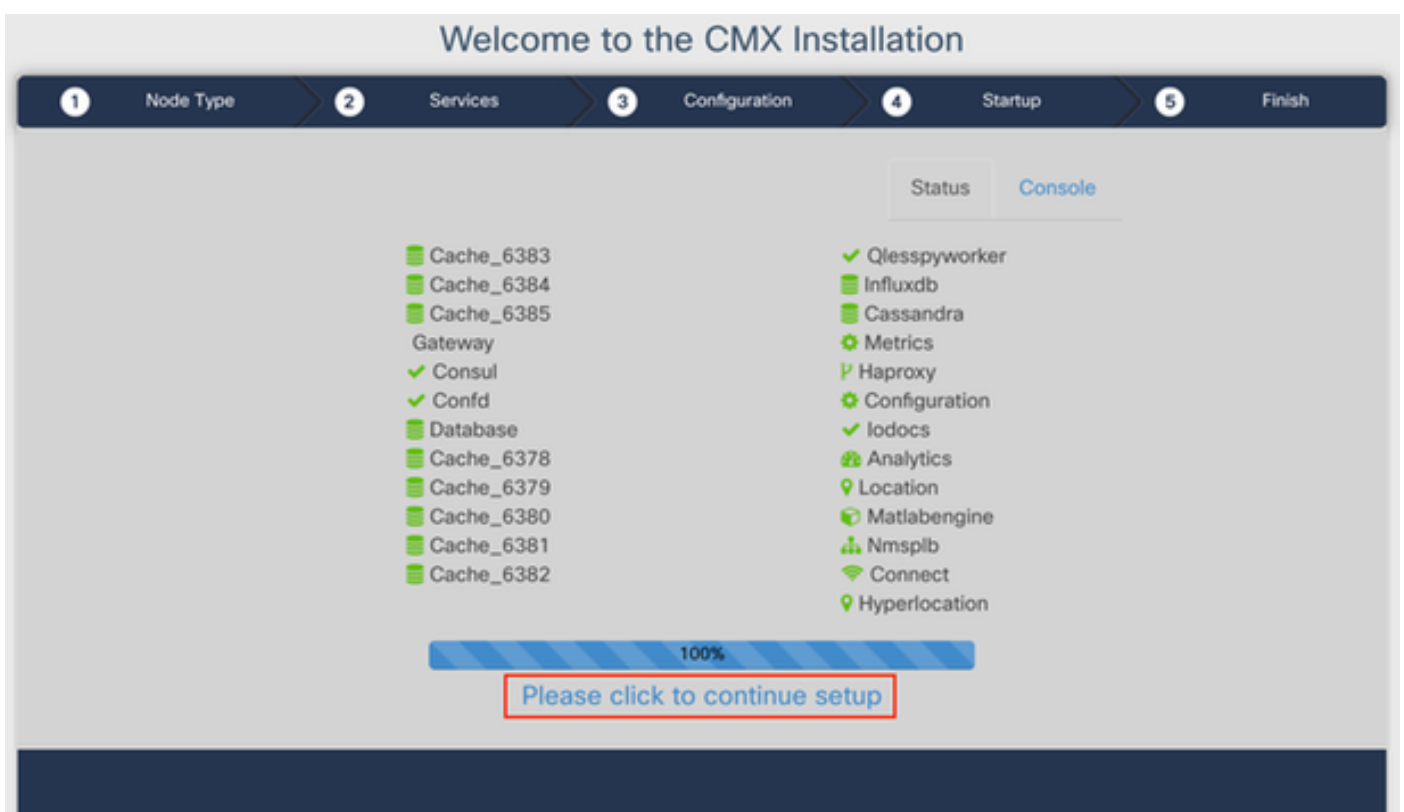 Welcome to the CMX Installation
1 Node Type 2 Services 3 Configuration 4 Startup 5 Finish
Status Console
Cache_6383
Cache_6384
Cache_6385
Gateway
Consul
Confd
Database
Cache_6378
Cache_6379
Cache_6380
Cache_6381
Cache_6382
Qlesspyworker
Influxdb
Cassandra
Metrics
Haproxy
Configuration
Iodocs
Analytics
Location
Matlabengine
Nmsplb
Connect
Hyperlocation
100%
Please click to continue setup